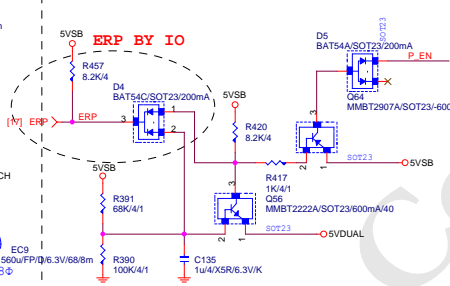 5VSB
ERP BY IO
R457
8.2K/4
D4
BAT54C/SOT23/200mA
[17] ERP
ERP
3
1
2
5VSB
R420
8.2K/4
D5
BAT54A/SOT23/200mA
SOT23
P_EN
3
Q64
MMBT2907A/SOT23/600
2
1
SOT23
5VSB
R417
1K/4/1
Q56
MMBT2222A/SOT23/600mA/40
3
2
1
SOT23
5VDUAL
CH
5VSB
R391
68K/4/1
R390
100K/4/1
C135
1u/4/X5R/6.3V/K
EC9
560u/FP/D/6.3V/68/8m
8Φ